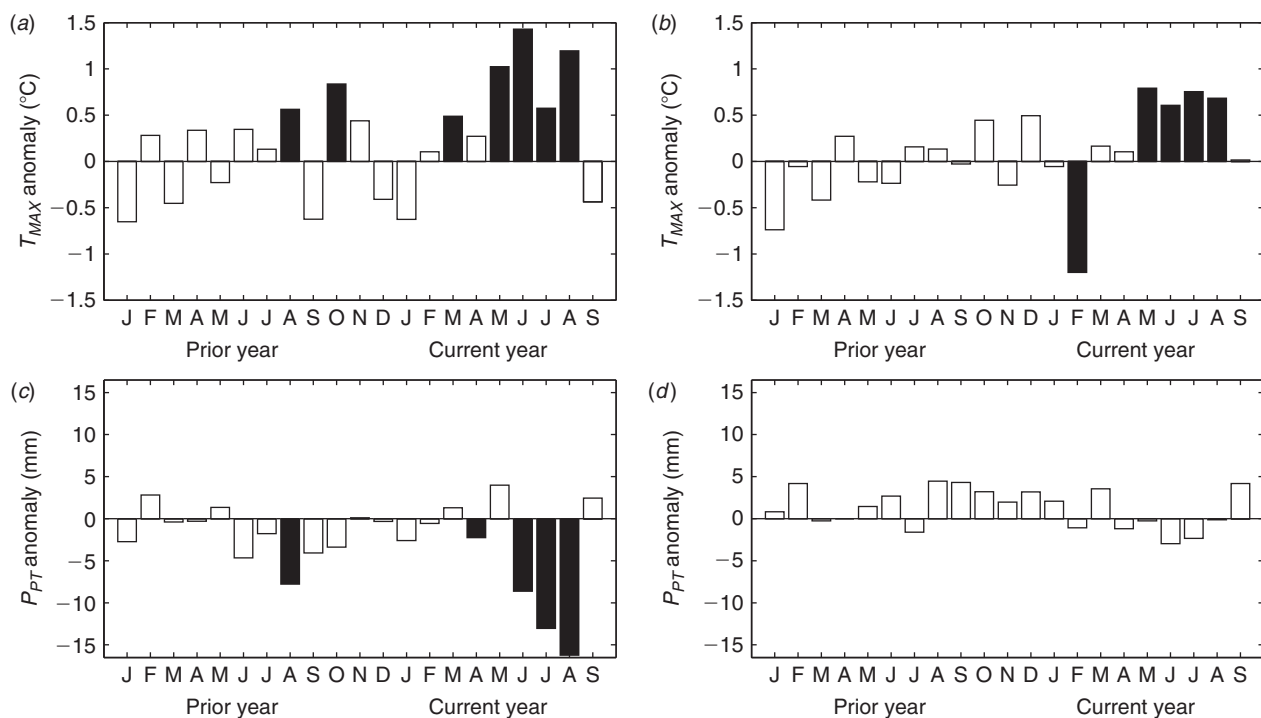 (a)
1.5
1
0.5
0
−0.5
−1
−1.5
T_MAX anomaly (°C)
J F M A M J J A S O N D J F M A M J J A S
Prior year Current year
(b)
1.5
1
0.5
0
−0.5
−1
−1.5
T_MAX anomaly (°C)
J F M A M J J A S O N D J F M A M J J A S
Prior year Current year
(c)
15
10
5
0
−5
−10
−15
P_PT anomaly (mm)
J F M A M J J A S O N D J F M A M J J A S
Prior year Current year
(d)
15
10
5
0
−5
−10
−15
P_PT anomaly (mm)
J F M A M J J A S O N D J F M A M J J A S
Prior year Current year